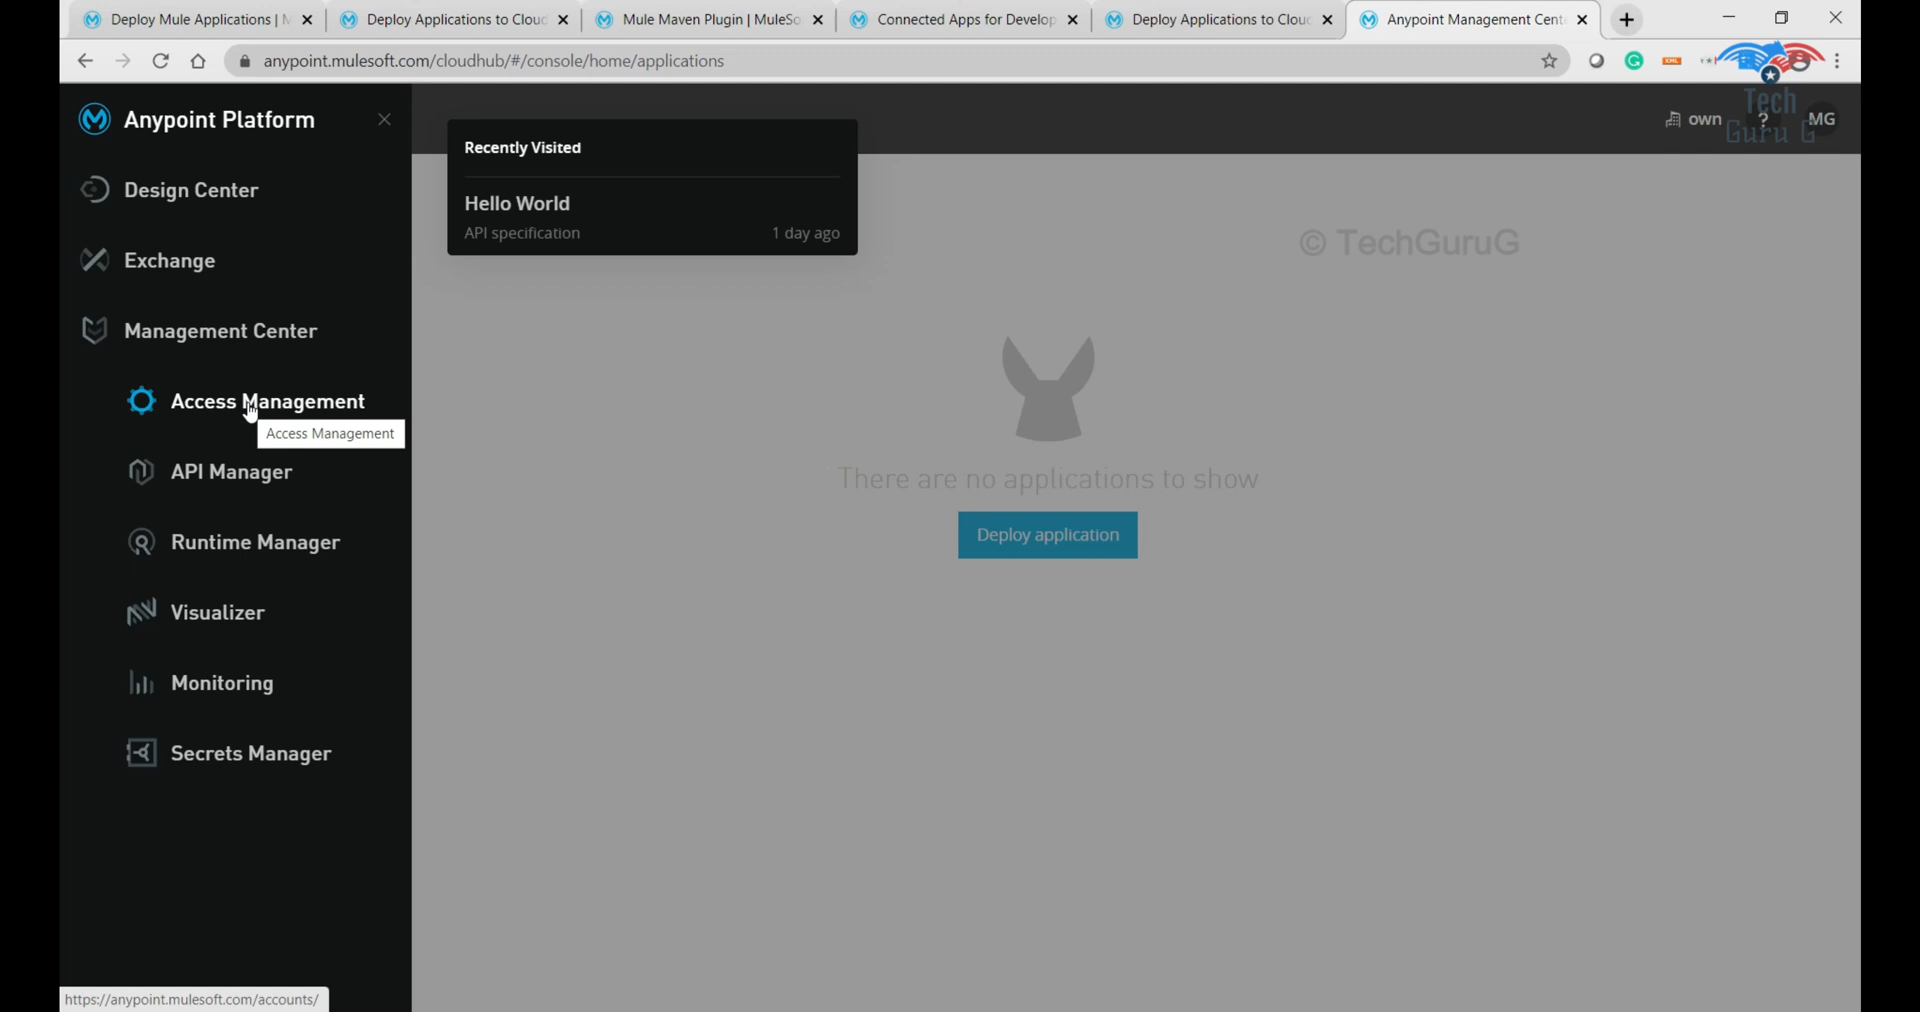 Deploy Mule Applications | M
Deploy Applications to Cloud
Mule Maven Plugin | MuleSo
Connected Apps for Develop
Deploy Applications to Clou
Anypoint Management Cent
anypoint.mulesoft.com/cloudhub/#/console/home/applications
XML
Anypoint Platform
own
?
MG
Tech
Guru G
Recently Visited
Hello World
API specification
1 day ago
Design Center
Exchange
Management Center
Access Management
Access Management
API Manager
Runtime Manager
Visualizer
Monitoring
Secrets Manager
© TechGuruG
There are no applications to show
Deploy application
https://anypoint.mulesoft.com/accounts/